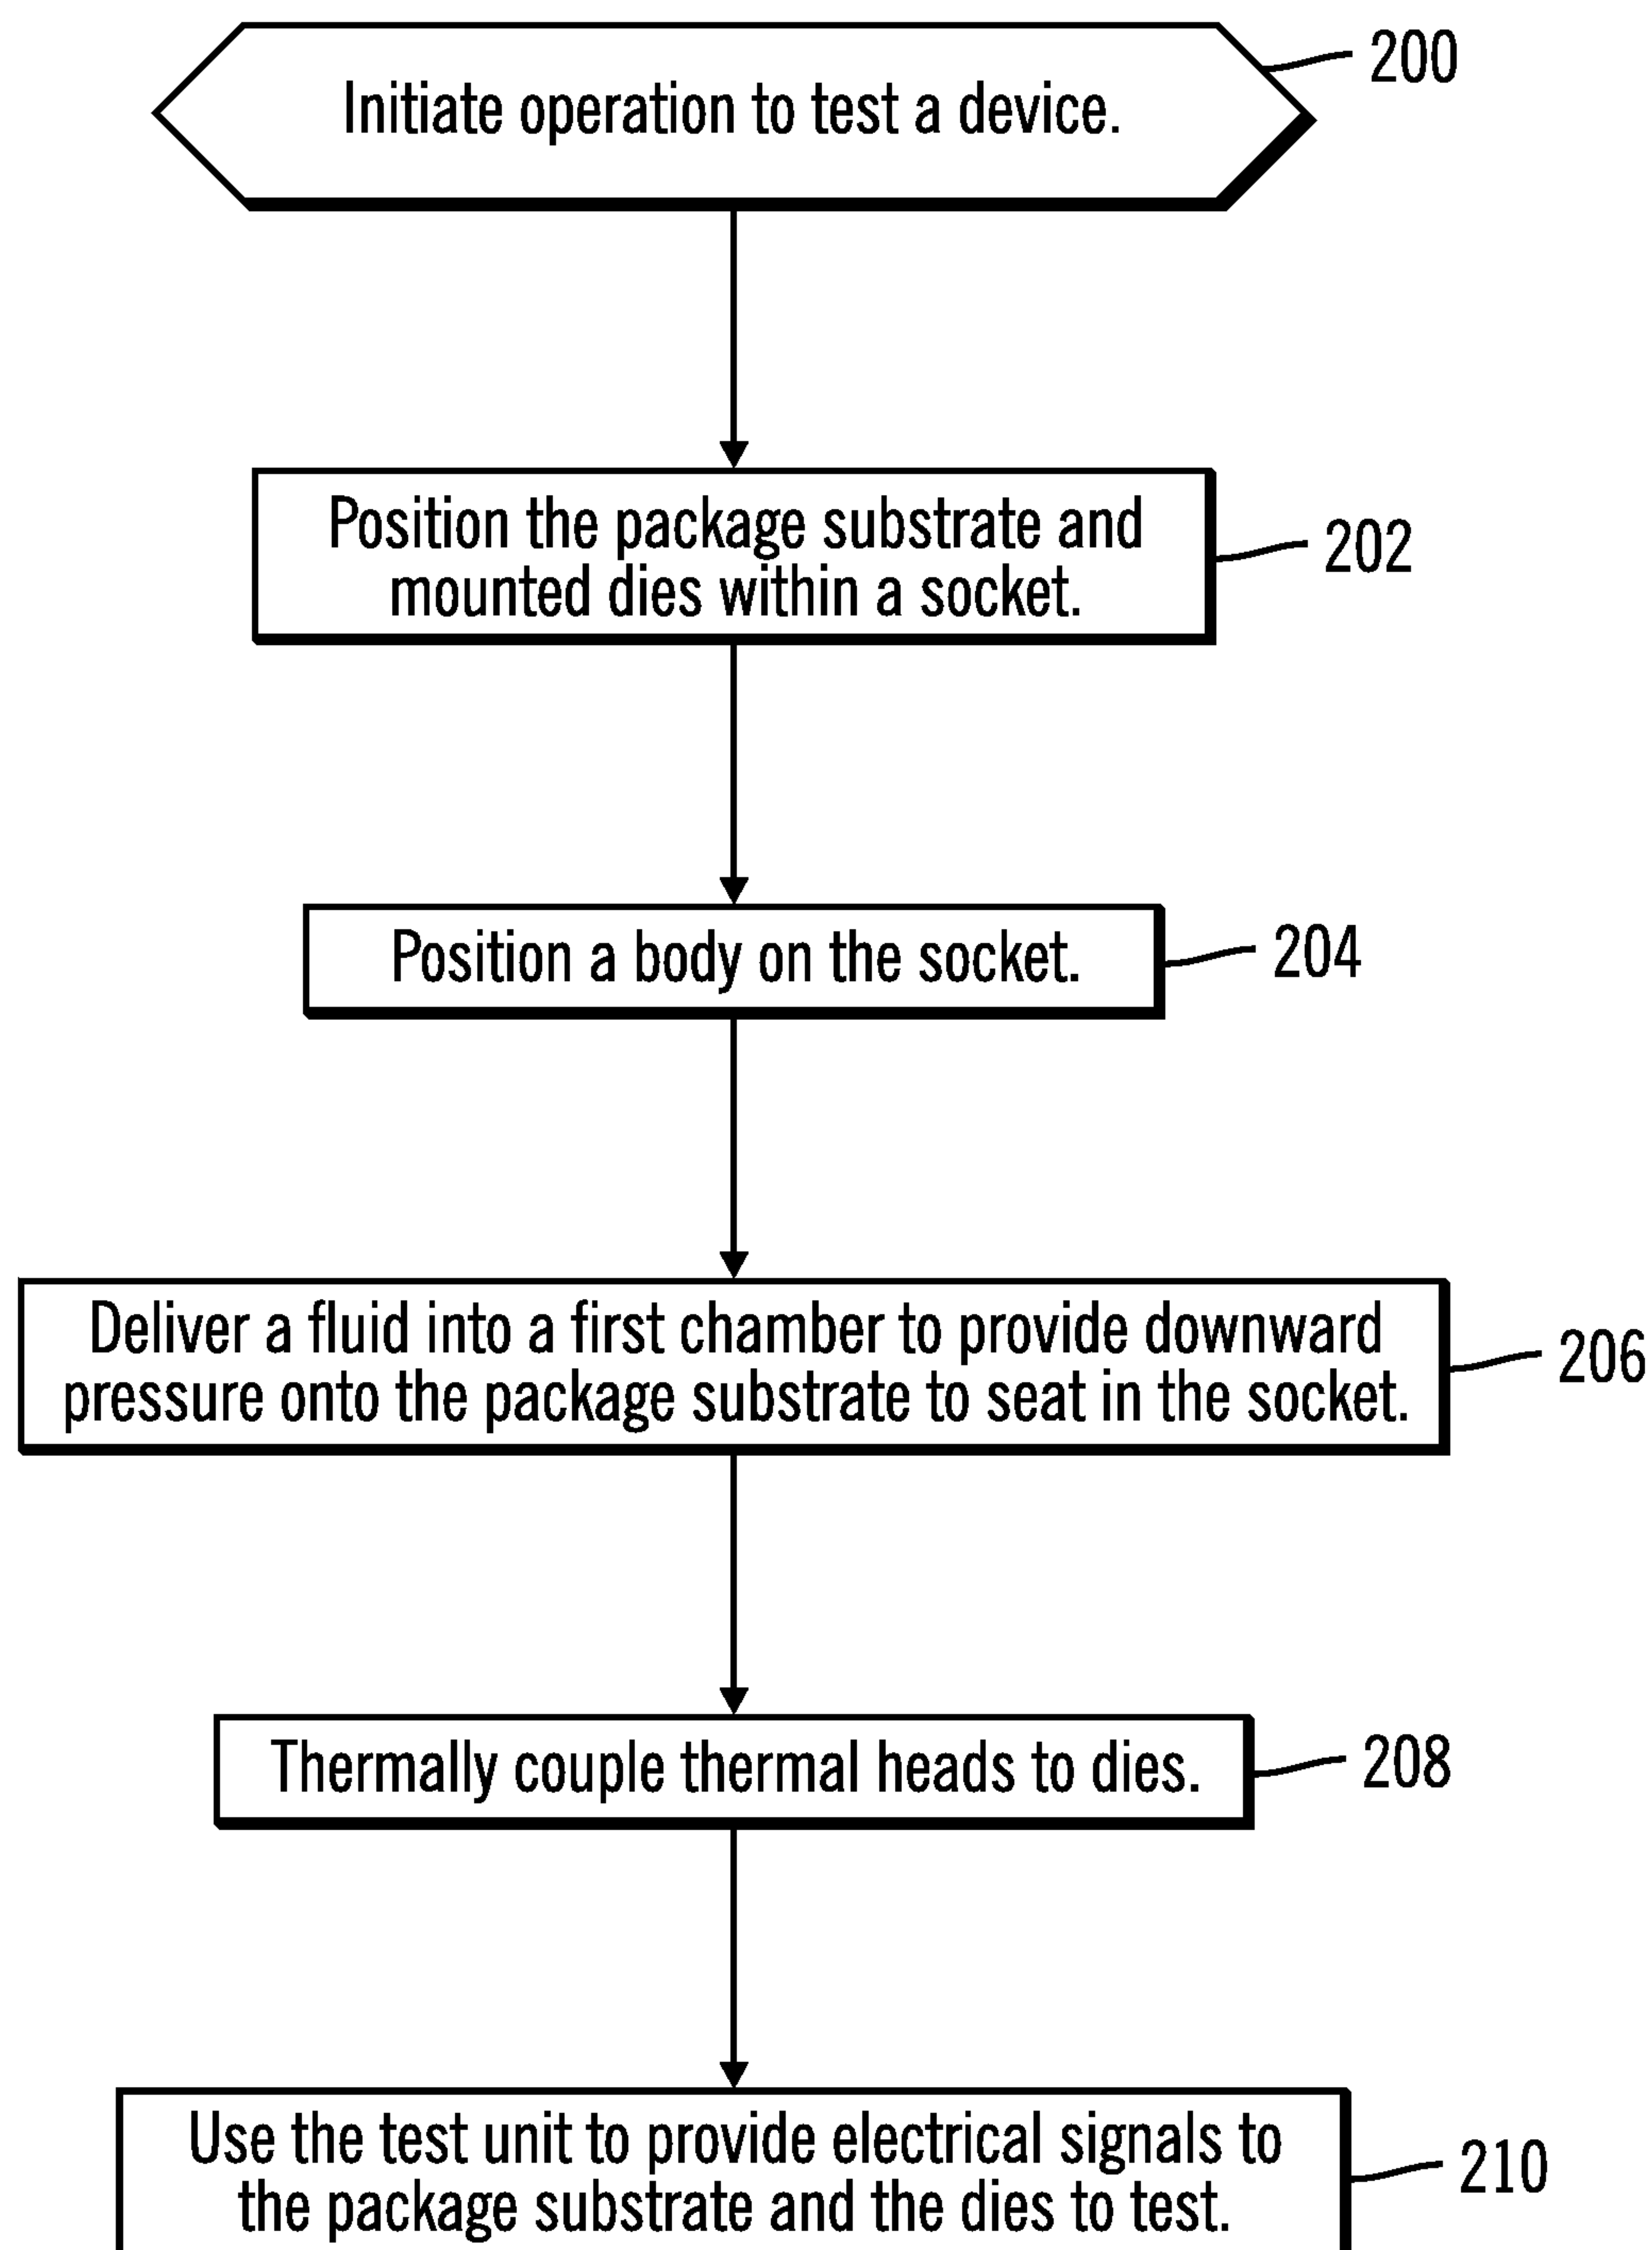 Initiate operation to test a device.
200
Position the package substrate and
mounted dies within a socket.
202
Position a body on the socket.
204
Deliver a fluid into a first chamber to provide downward
pressure onto the package substrate to seat in the socket.
206
Thermally couple thermal heads to dies.
208
Use the test unit to provide electrical signals to
the package substrate and the dies to test.
210